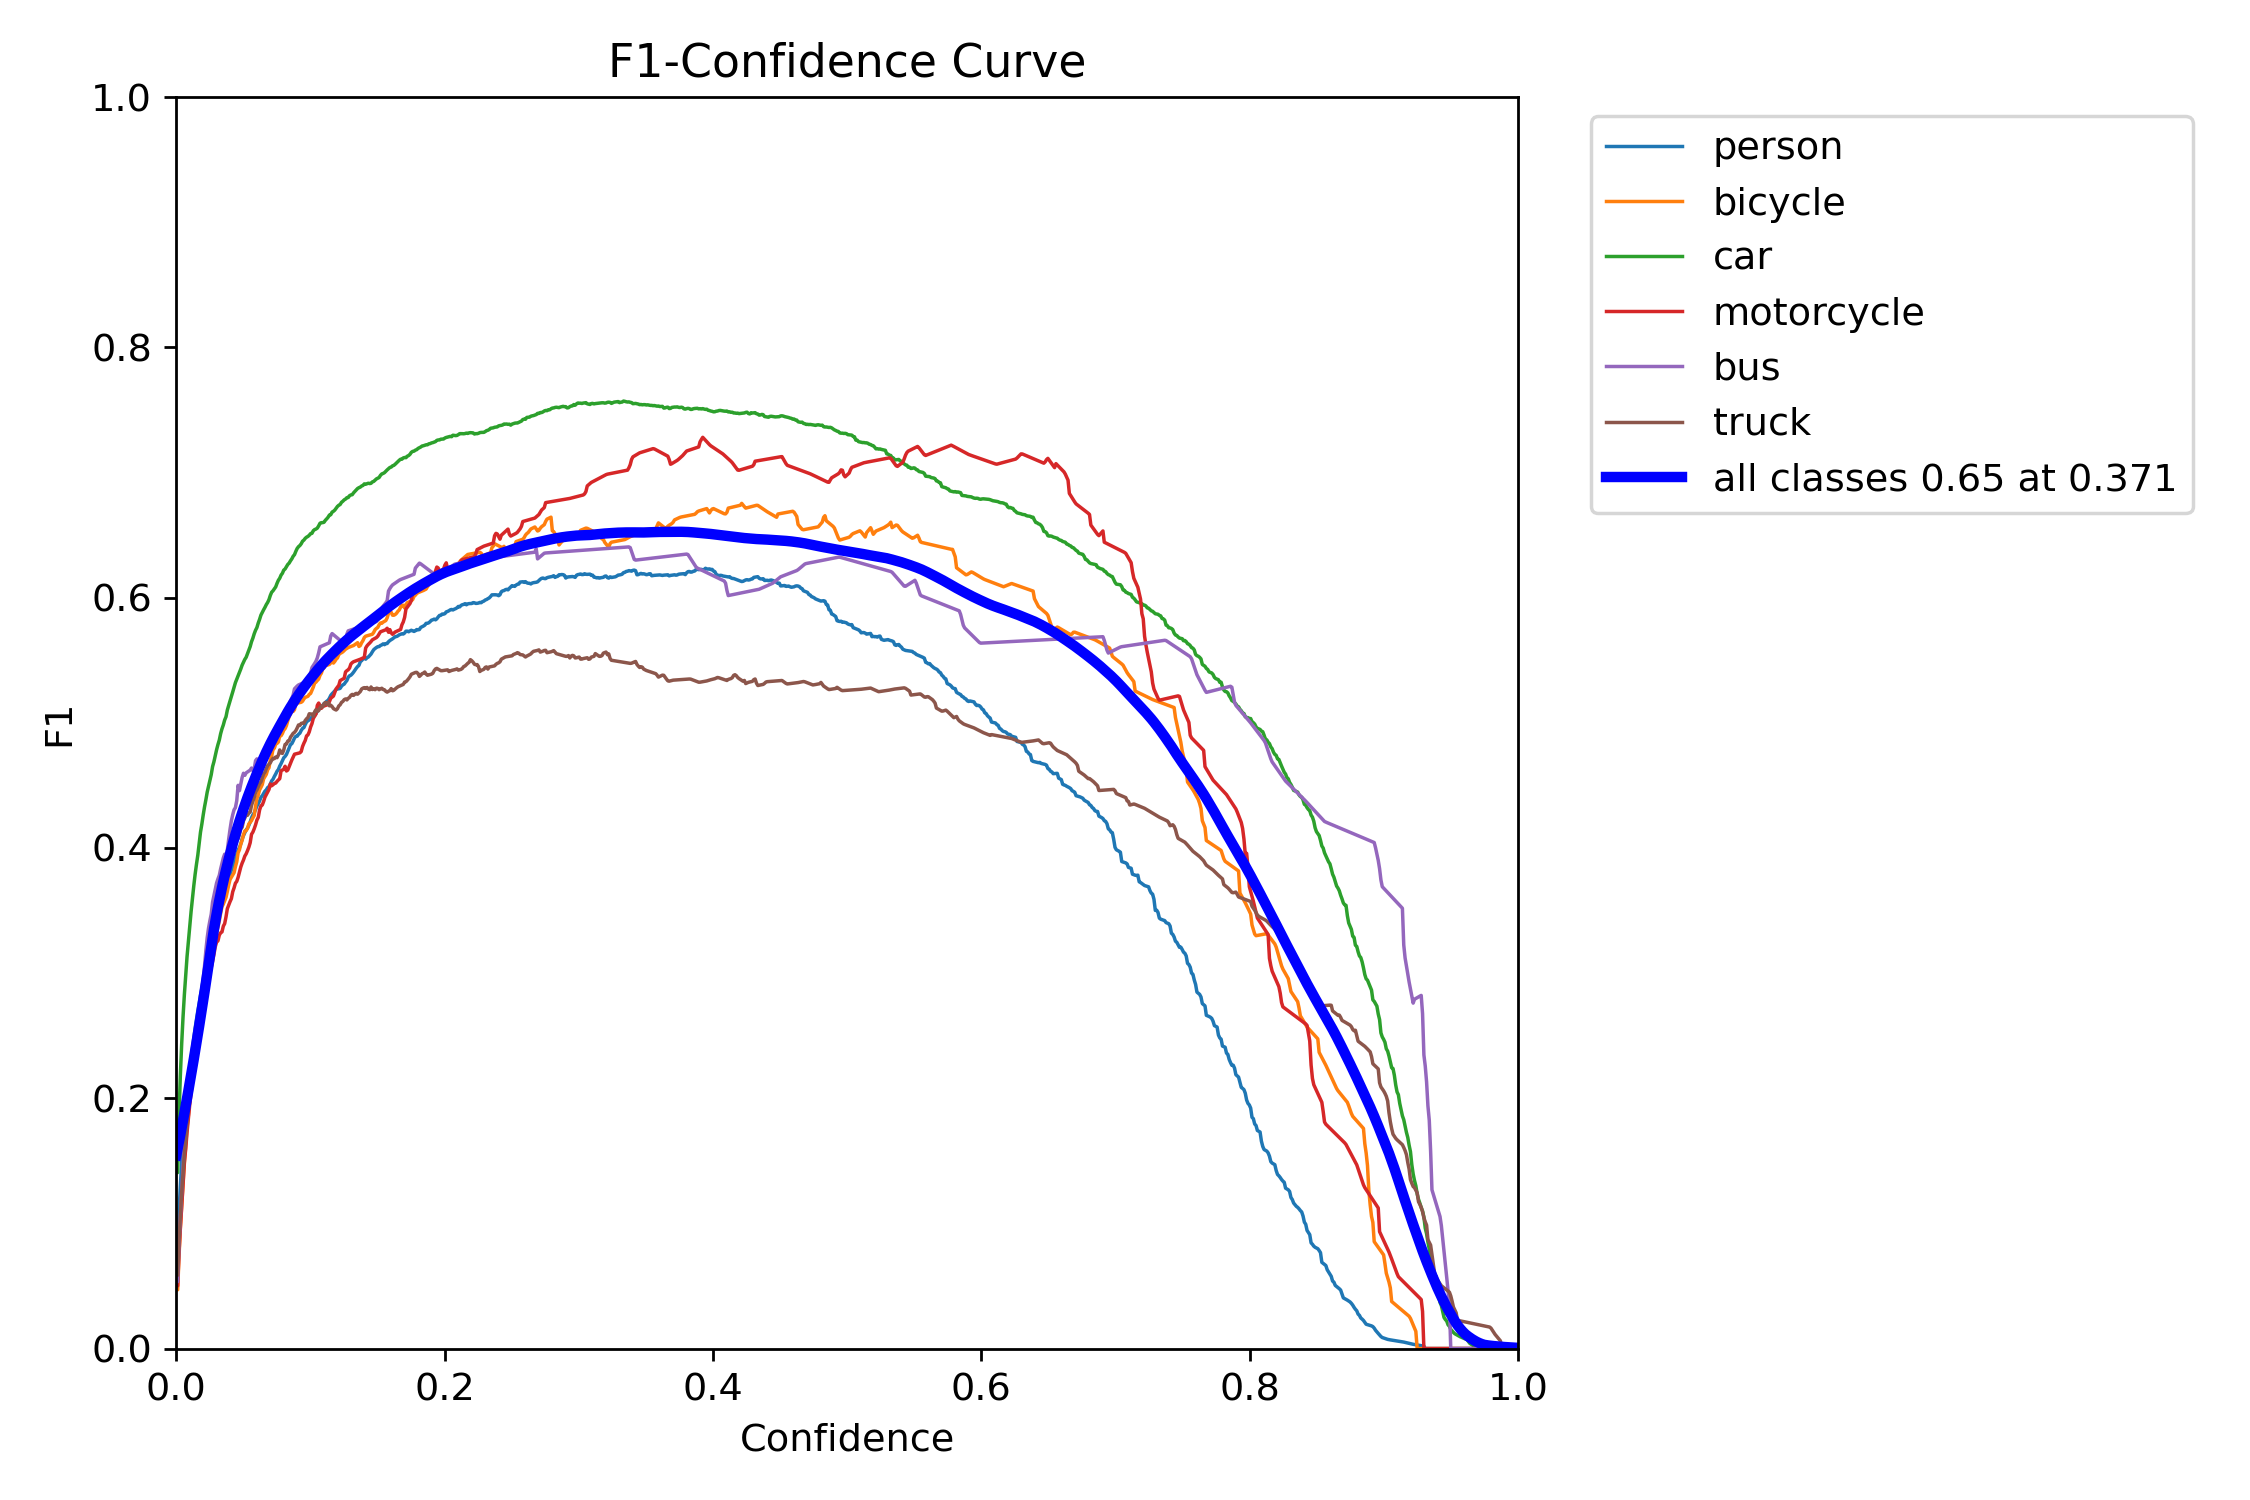 F1-Confidence Curve
1.0
0.8
0.6
0.4
0.2
0.0
F1
0.0 0.2 0.4 0.6 0.8 1.0
Confidence
person
bicycle
car
motorcycle
bus
truck
all classes 0.65 at 0.371